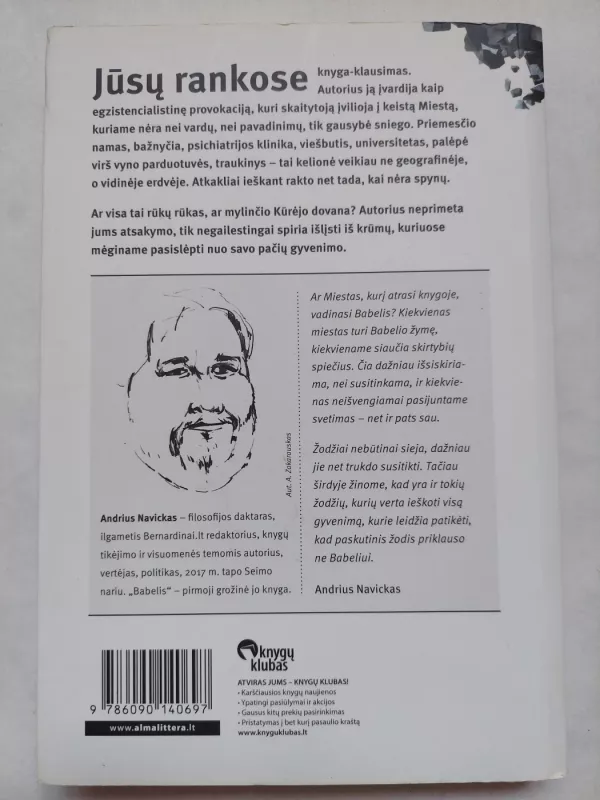 Jūsų rankose knyga-klausimas.
Autorius ją įvardija kaip
egzistencialistinę provokaciją, kuri skaitytoją įvilioja į keistą Miestą,
kuriame nėra nei vardų, nei pavadinimų, tik gausybė sniego. Priemesčio
namas, bažnyčia, psichiatrijos klinika, viešbutis, universitetas, palėpė
virš vyno parduotuvės, traukinys – tai kelionė veikiau ne geografinėje,
o vidinėje erdvėje. Atkakliai ieškant rakto net tada, kai nėra spynų.
Ar visa tai rūkų rūkas, ar mylinčio Kūrėjo dovana? Autorius neprimeta
jums atsakymo, tik negailestingai spiria išlįsti iš krūmų, kuriuose
mėginame pasislėpti nuo savo pačių gyvenimo.
Aut. A. Žokarauskas
Andrius Navickas – filosofijos daktaras,
ilgametis Bernardinai.lt redaktorius, knygų
tikėjimo ir visuomenės temomis autorius,
vertėjas, politikas, 2017 m. tapo Seimo
nariu. „Babelis“ – pirmoji grožinė jo knyga.
Ar Miestas, kurį atrasi knygoje,
vadinasi Babelis? Kiekvienas
miestas turi Babelio žymę,
kiekviename siaučia skirtybių
spiečius. Čia dažniau išsiskiria-
ma, nei susitinkama, ir kiekvie-
nas neišvengiamai pasijuntame
svetimas – net ir pats sau.
Žodžiai nebūtinai sieja, dažniau
jie net trukdo susitikti. Tačiau
širdyje žinome, kad yra ir tokių
žodžių, kurių verta ieškoti visą
gyvenimą, kurie leidžia patikėti,
kad paskutinis žodis priklauso
ne Babeliui.
Andrius Navickas
9 786090 140697
www.almalittera.lt
knygų
klubas
ATVIRAS JUMS – KNYGŲ KLUBAS!
• Karščiausios knygų naujienos
• Ypatingi pasiūlymai ir akcijos
• Gausus kitų prekių pasirinkimas
• Pristatymas į bet kurį pasaulio kraštą
www.knyguklubas.lt